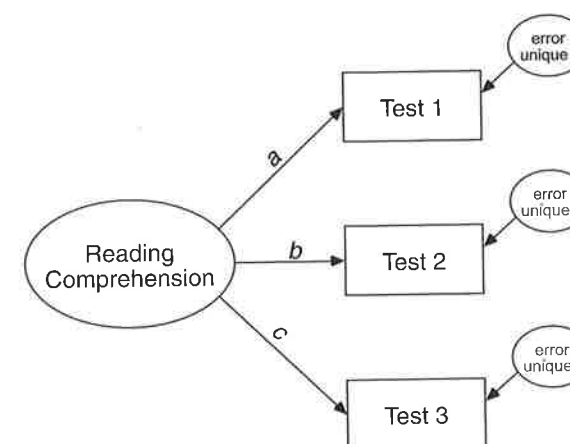 error
unique
Test 1
a
error
unique
Reading
Comprehension
b
Test 2
c
error
unique
Test 3